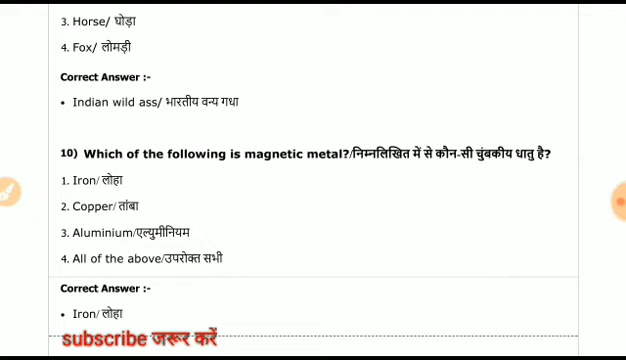 3. Horse/ घोड़ा
4. Fox/ लोमड़ी
Correct Answer :-
• Indian wild ass/ भारतीय वन्य गधा
10) Which of the following is magnetic metal?/निम्नलिखित में से कौन-सी चुंबकीय धातु है?
1. Iron/ लोहा
2. Copper/ तांबा
3. Aluminium/एल्युमीनियम
4. All of the above/उपरोक्त सभी
Correct Answer :-
• Iron/ लोहा
subscribe जरूर करें